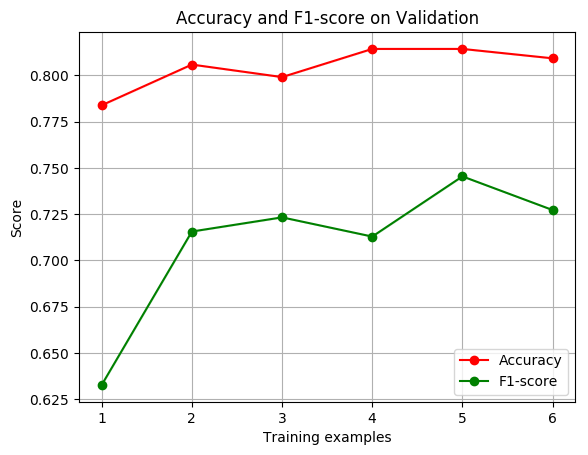 Accuracy and F1-score on Validation
0.800
0.775
0.750
0.725
0.700
0.675
0.650
0.625
Score
1 2 3 4 5 6
Training examples
Accuracy
F1-score